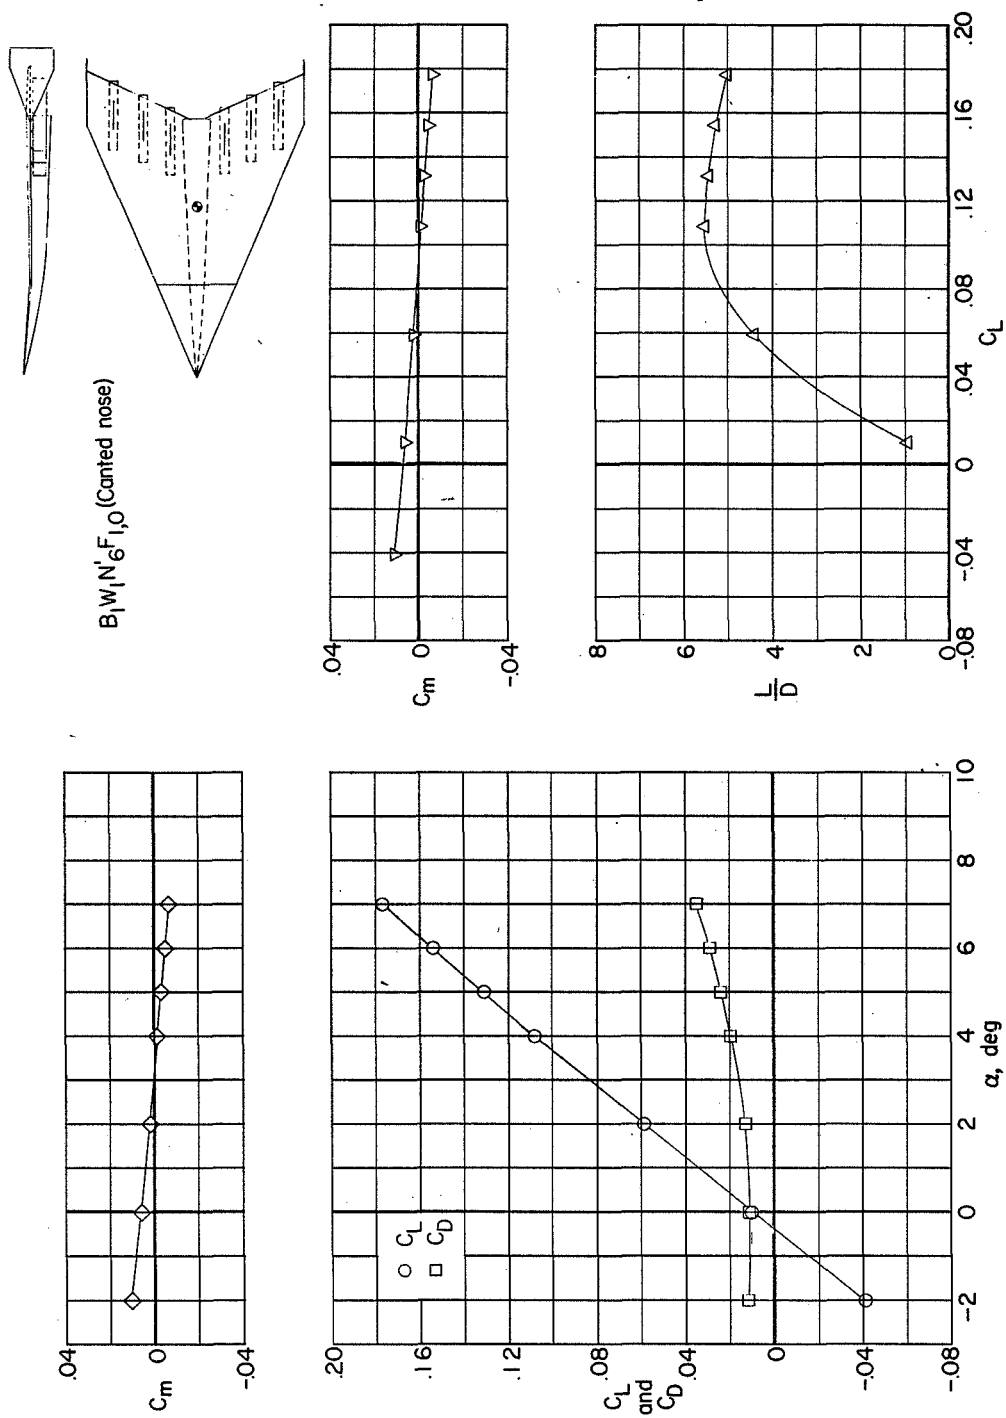 B₁W₁N'₆F₁,₀ (Canted nose)
.04
0
-.04
Cm
.20
.16
.12
.08
.04
0
-.04
-.08
CL
and
CD
CL
CD
-2
0
2
4
6
8
10
α, deg
.04
0
-.04
Cm
8
6
4
2
0
L
D
-.08
-.04
0
.04
.08
.12
.16
.20
CL